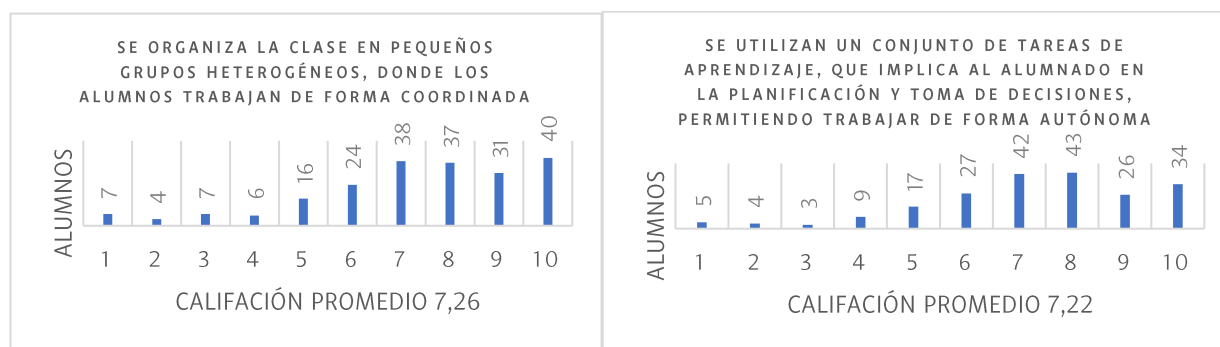 SE ORGANIZA LA CLASE EN PEQUEÑOS
GRUPOS HETEROGÉNEOS, DONDE LOS
ALUMNOS TRABAJAN DE FORMA COORDINADA
ALUMNOS
7
4
7
6
16
24
38
37
31
40
1 2 3 4 5 6 7 8 9 10
CALIFACIÓN PROMEDIO 7,26
SE UTILIZAN UN CONJUNTO DE TAREAS DE
APRENDIZAJE, QUE IMPLICA AL ALUMNADO EN
LA PLANIFICACIÓN Y TOMA DE DECISIONES,
PERMITIENDO TRABAJAR DE FORMA AUTÓNOMA
ALUMNOS
5
4
3
9
17
27
42
43
26
34
1 2 3 4 5 6 7 8 9 10
CALIFACIÓN PROMEDIO 7,22